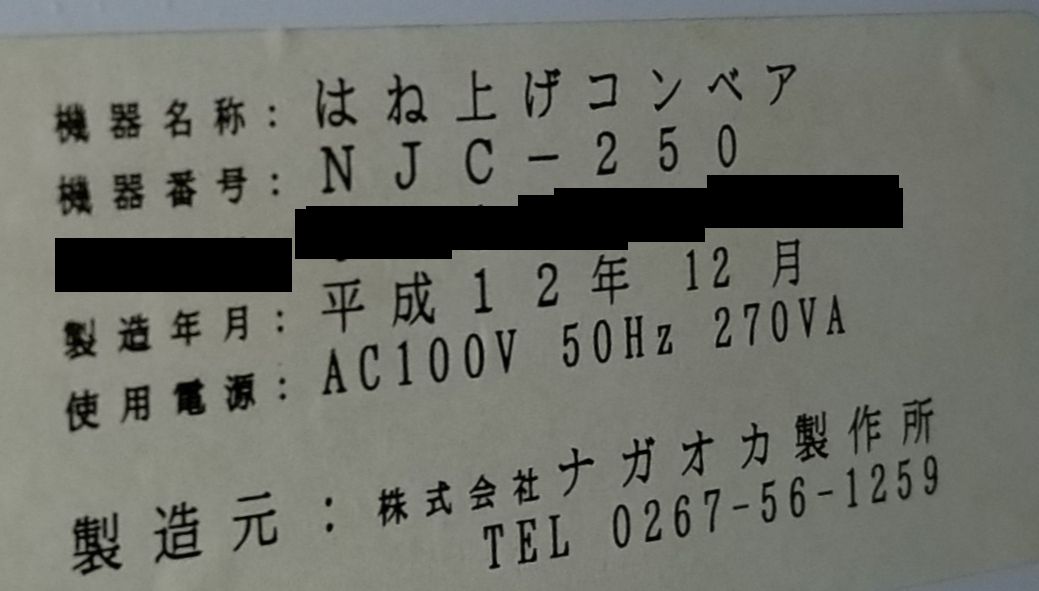 機器名称: はね上げコンベア
機器番号: NJC-250
製造年月: 平成12年 12月
使用電源: AC100V 50Hz 270VA
製造元: 株式会社ナガオカ製作所
TEL 0267-56-1259